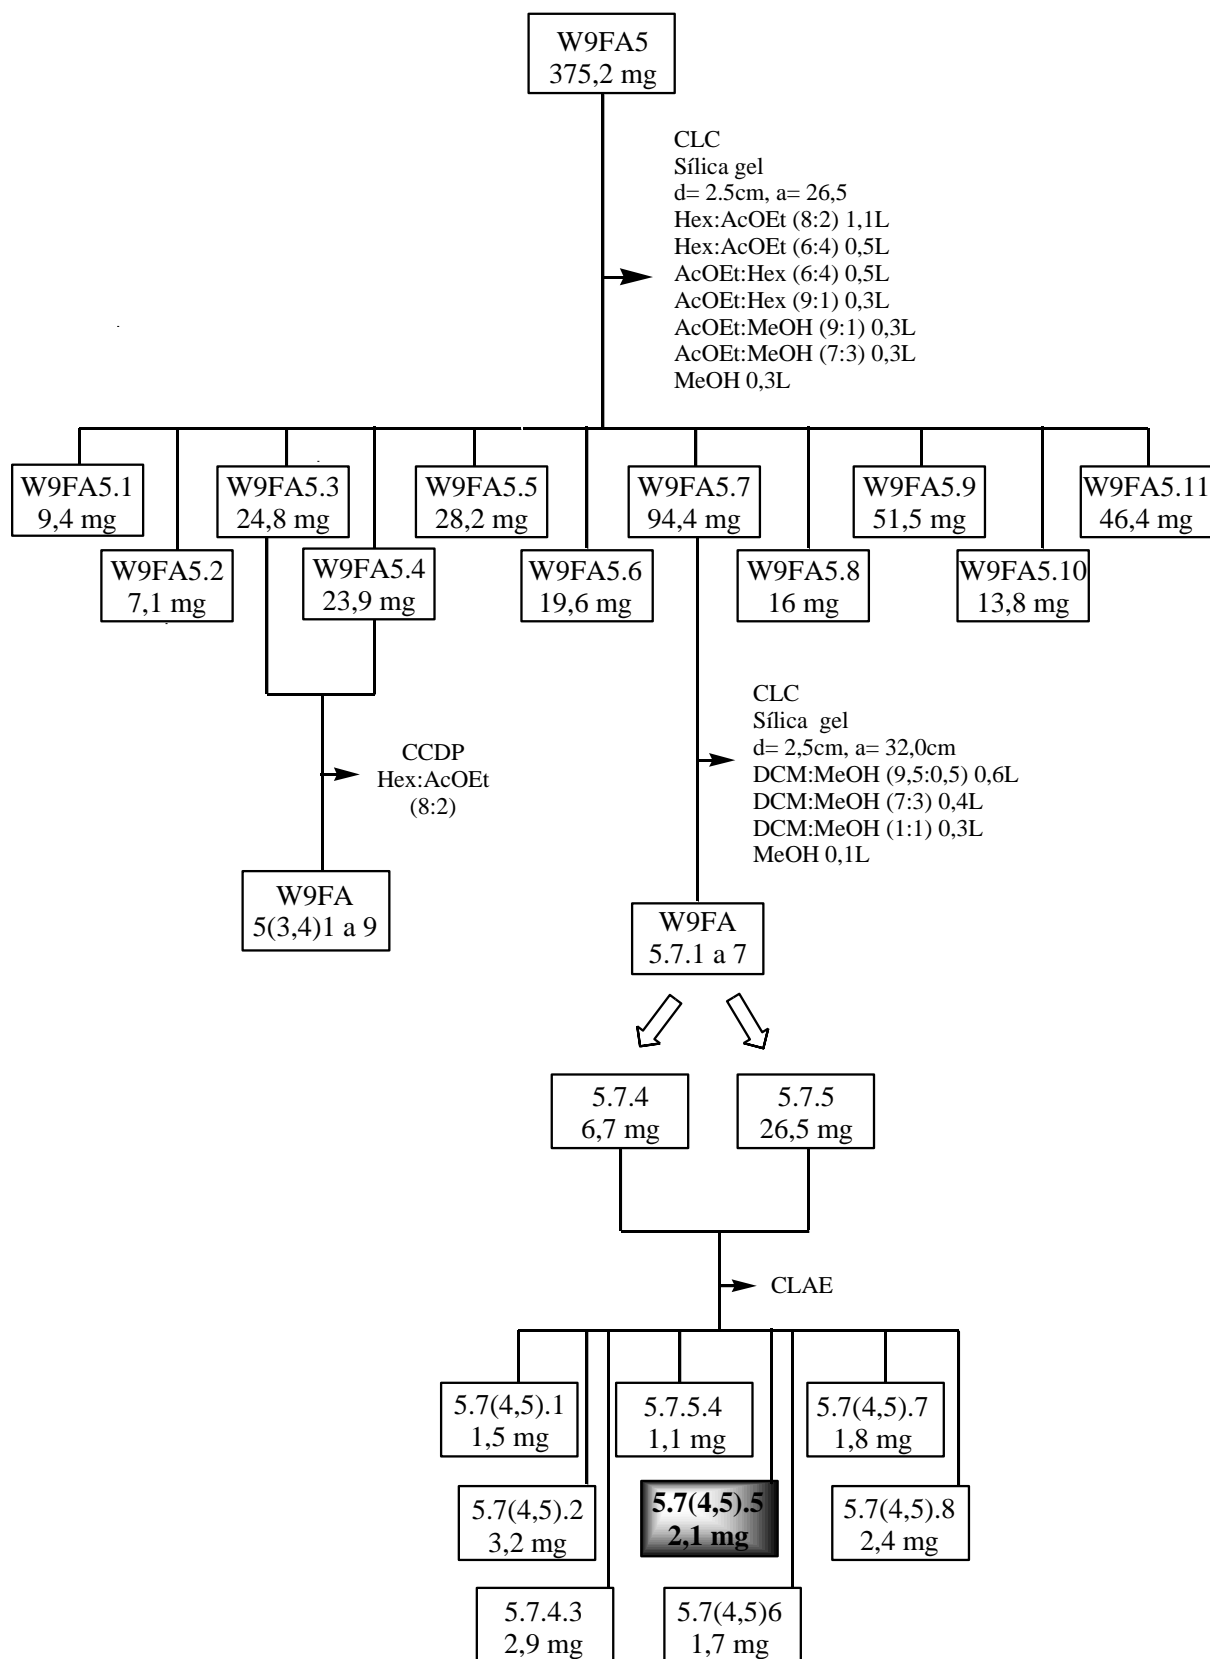 W9FA5
375,2 mg
CLC
Sílica gel
d= 2.5cm, a= 26,5
Hex:AcOEt (8:2) 1,1L
Hex:AcOEt (6:4) 0,5L
AcOEt:Hex (6:4) 0,5L
AcOEt:Hex (9:1) 0,3L
AcOEt:MeOH (9:1) 0,3L
AcOEt:MeOH (7:3) 0,3L
MeOH 0,3L
W9FA5.1
9,4 mg
W9FA5.2
7,1 mg
W9FA5.3
24,8 mg
W9FA5.4
23,9 mg
W9FA5.5
28,2 mg
W9FA5.6
19,6 mg
W9FA5.7
94,4 mg
W9FA5.8
16 mg
W9FA5.9
51,5 mg
W9FA5.10
13,8 mg
W9FA5.11
46,4 mg
CCDP
Hex:AcOEt
(8:2)
W9FA
5(3,4)1 a 9
CLC
Sílica gel
d= 2,5cm, a= 32,0cm
DCM:MeOH (9,5:0,5) 0,6L
DCM:MeOH (7:3) 0,4L
DCM:MeOH (1:1) 0,3L
MeOH 0,1L
W9FA
5.7.1 a 7
5.7.4
6,7 mg
5.7.5
26,5 mg
CLAE
5.7(4,5).1
1,5 mg
5.7(4,5).2
3,2 mg
5.7.4.3
2,9 mg
5.7.5.4
1,1 mg
5.7(4,5).5
2,1 mg
5.7(4,5)6
1,7 mg
5.7(4,5).7
1,8 mg
5.7(4,5).8
2,4 mg